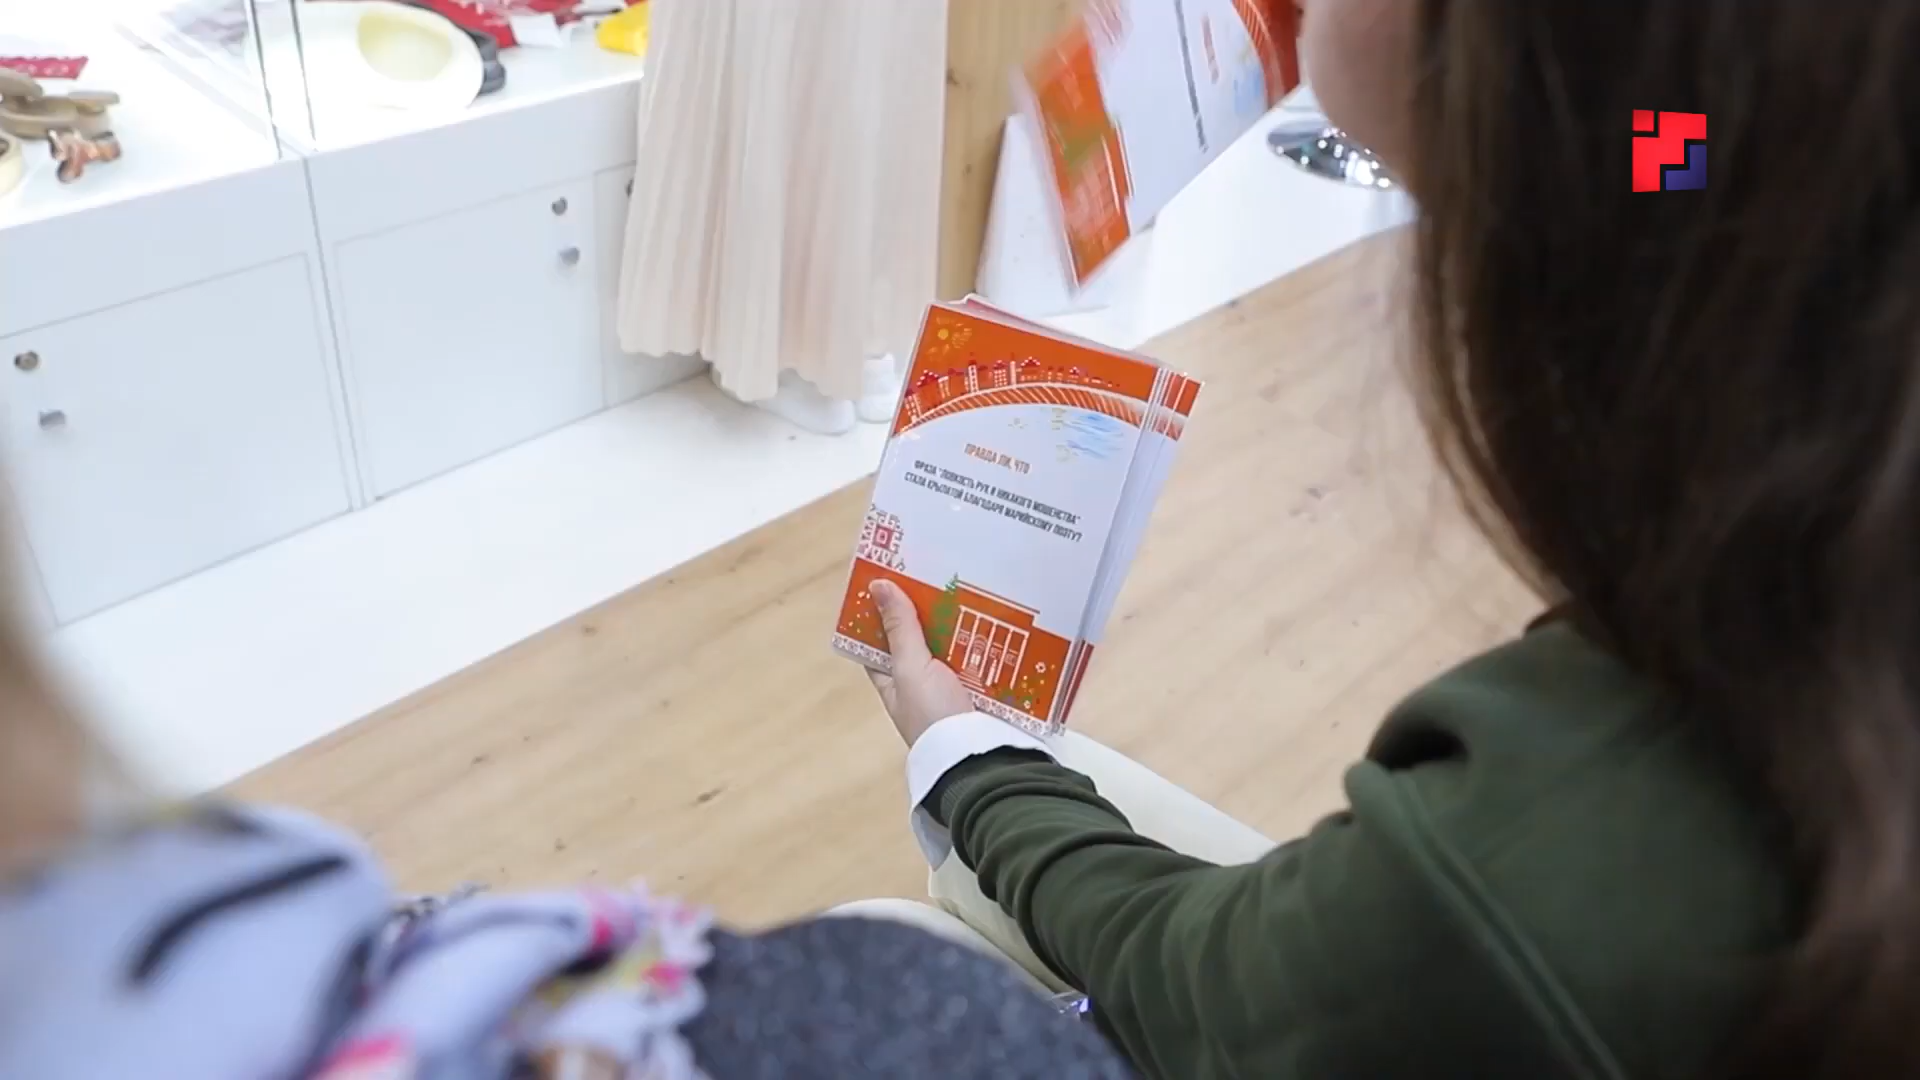 ПРАВДА ЛИ, ЧТО
ФРАЗА "ЛОВКОСТЬ РУК И НИКАКОГО МОШЕНСТВА"
СТАЛА КРЫЛАТОЙ БЛАГОДАРЯ МАРИЙСКОМУ ПОЭТУ?